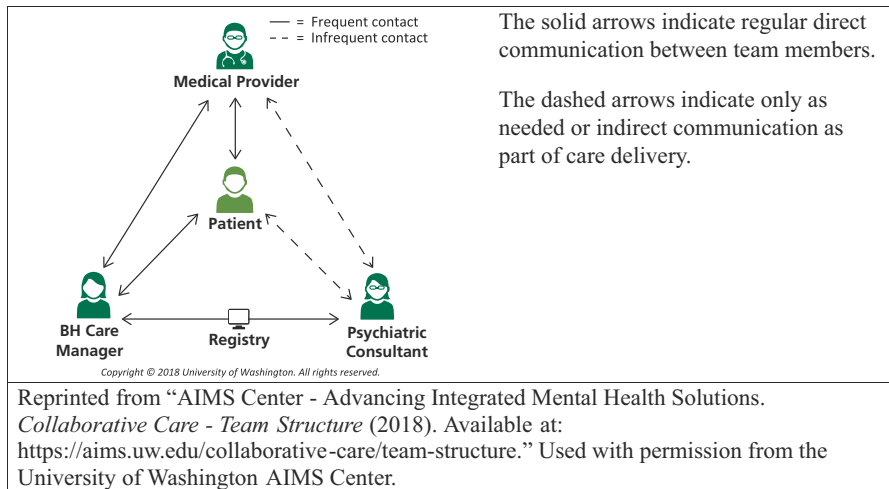 = Frequent contact
= Infrequent contact
Medical Provider
Patient
BH Care
Manager
Registry
Psychiatric
Consultant
Copyright © 2018 University of Washington. All rights reserved.
The solid arrows indicate regular direct
communication between team members.
The dashed arrows indicate only as
needed or indirect communication as
part of care delivery.
Reprinted from “AIMS Center - Advancing Integrated Mental Health Solutions.
Collaborative Care - Team Structure (2018). Available at:
https://aims.uw.edu/collaborative-care/team-structure.” Used with permission from the
University of Washington AIMS Center.